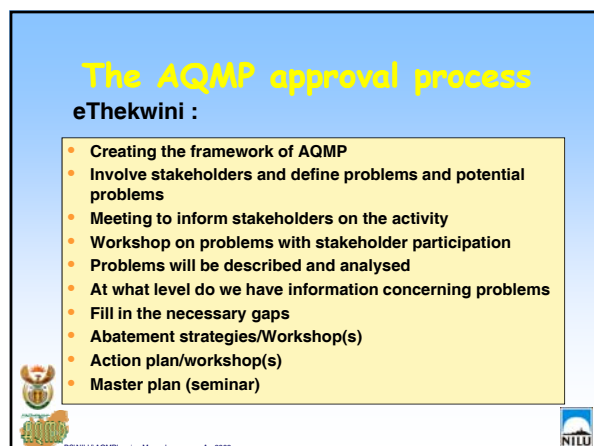 The AQMP approval process
eThekwini :
• Creating the framework of AQMP
• Involve stakeholders and define problems and potential
problems
• Meeting to inform stakeholders on the activity
• Workshop on problems with stakeholder participation
• Problems will be described and analysed
• At what level do we have information concerning problems
• Fill in the necessary gaps
• Abatement strategies/Workshop(s)
• Action plan/workshop(s)
• Master plan (seminar)
AQMP
NILU